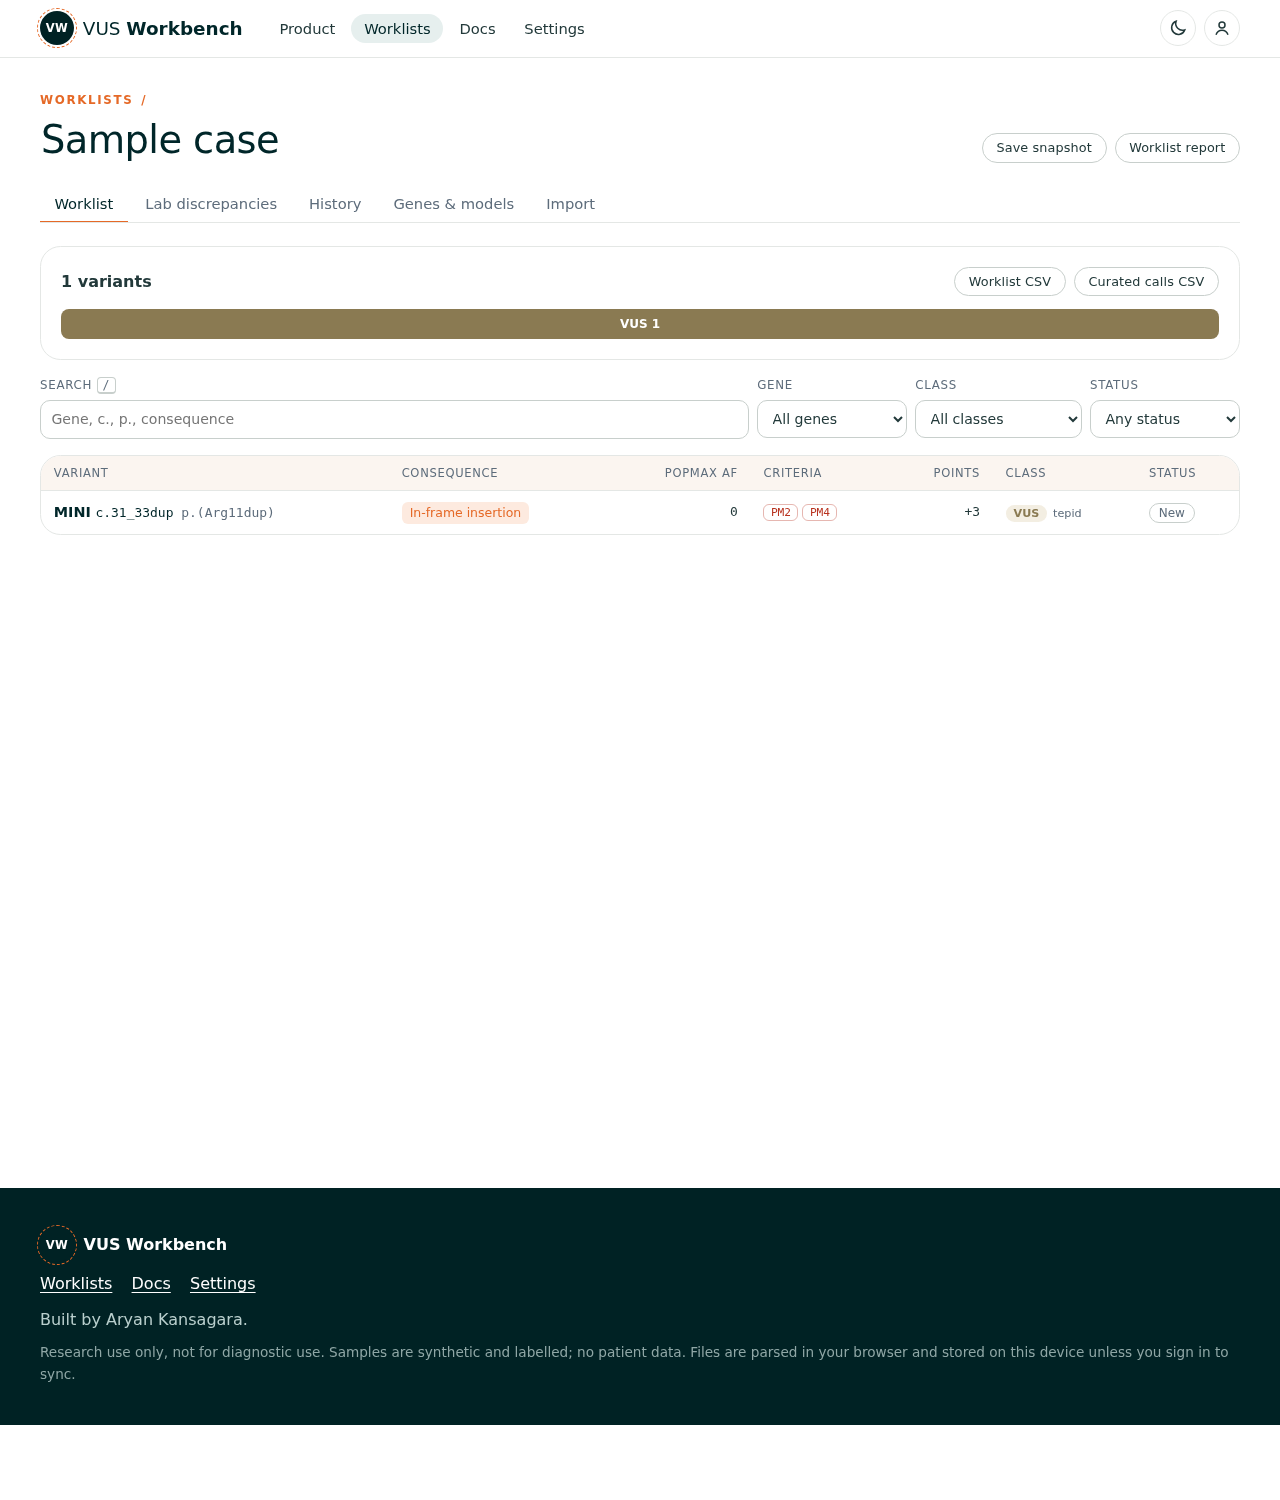 VW VUS Workbench Product Worklists Docs Settings
WORKLISTS /
Sample case
Save snapshot Worklist report
Worklist Lab discrepancies History Genes & models Import
1 variants Worklist CSV Curated calls CSV
VUS 1
SEARCH / GENE CLASS STATUS
Gene, c., p., consequence All genes All classes Any status
VARIANT CONSEQUENCE POPMAX AF CRITERIA POINTS CLASS STATUS
MINI c.31_33dup p.(Arg11dup) In-frame insertion 0 PM2 PM4 +3 VUS tepid New
VW VUS Workbench
Worklists Docs Settings
Built by Aryan Kansagara.
Research use only, not for diagnostic use. Samples are synthetic and labelled; no patient data. Files are parsed in your browser and stored on this device unless you sign in to
sync.